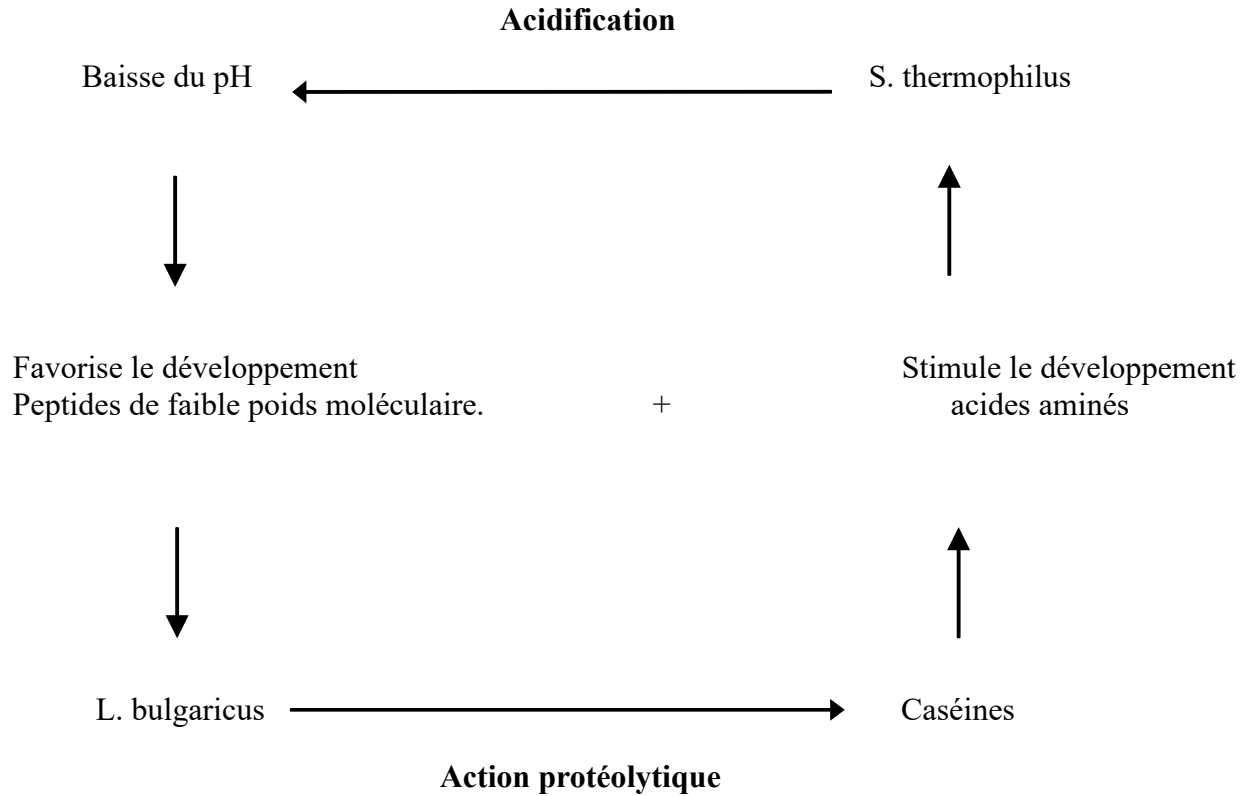 Acidification
Baisse du pH
S. thermophilus
Favorise le développement
Stimule le développement
Peptides de faible poids moléculaire.
+
acides aminés
L. bulgaricus
Caséines
Action protéolytique